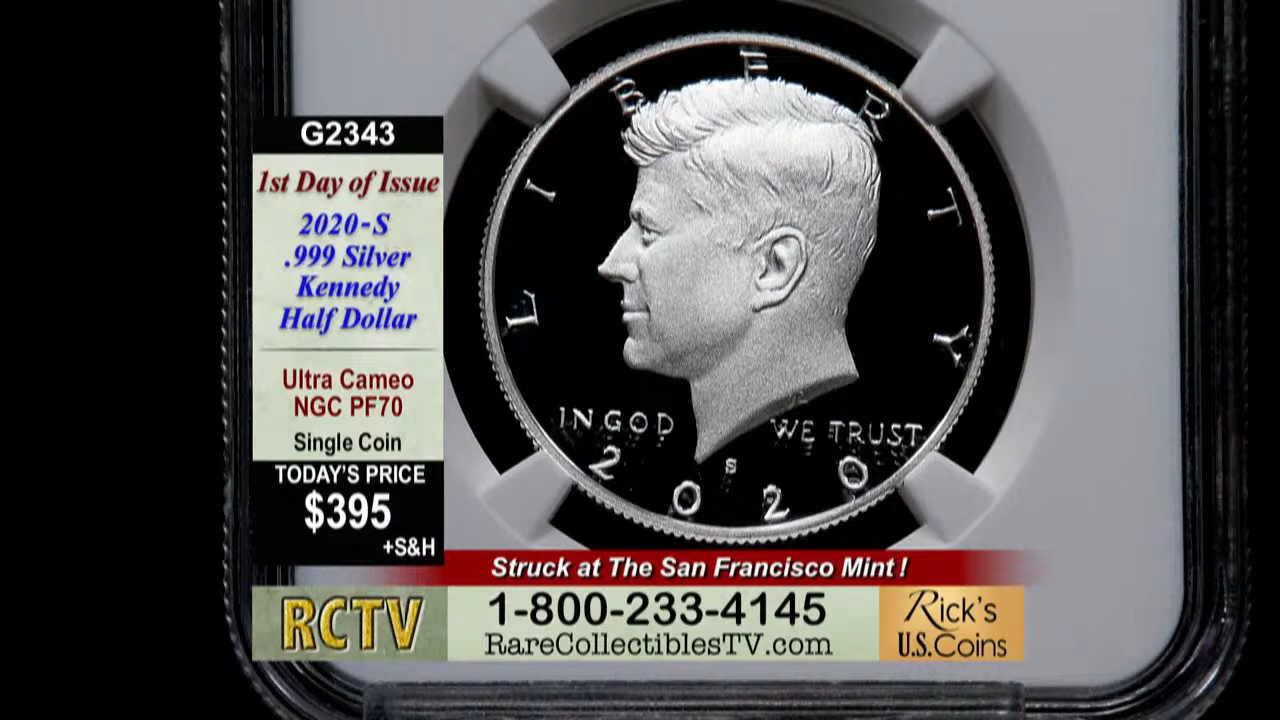 G2343
1st Day of Issue
2020-S
.999 Silver
Kennedy
Half Dollar
Ultra Cameo
NGC PF70
Single Coin
TODAY'S PRICE
$395
+S&H
LIBERTY
IN GOD WE TRUST
S
2020
Struck at The San Francisco Mint!
RCTV
1-800-233-4145
RareCollectiblesTV.com
Rick's
U.S. Coins